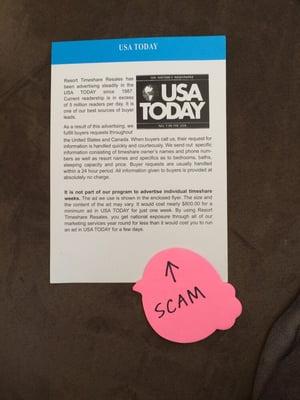 USA TODAY
Resort Timeshare Resales has
been advertising steadily in the
USA TODAY since 1987.
Current readership is in excess
of 5 million readers per day. It is
one of our best sources of buyer
leads.
USA
TODAY
NO. 1 IN THE USA
As a result of this advertising, we
fulfill buyers requests throughout
the United States and Canada. When buyers call us, their request for
information is handled quickly and courteously. We send out specific
information consisting of timeshare owner's names and phone num-
bers as well as resort names and specifics as to bedrooms, baths,
sleeping capacity and price. Buyer requests are usually handled
within a 24 hour period. All information given to buyers is provided at
absolutely no charge.
It is not part of our program to advertise individual timeshare
weeks. The ad we use is shown in the enclosed flyer. The size and
the content of the ad may vary. It would cost nearly $800.00 for a
minimum ad in USA TODAY for just one week. By using Resort
Timeshare Resales, you get national exposure through all of our
marketing services year round for less than it would cost you to run
an ad in USA TODAY for a few days.
SCAM